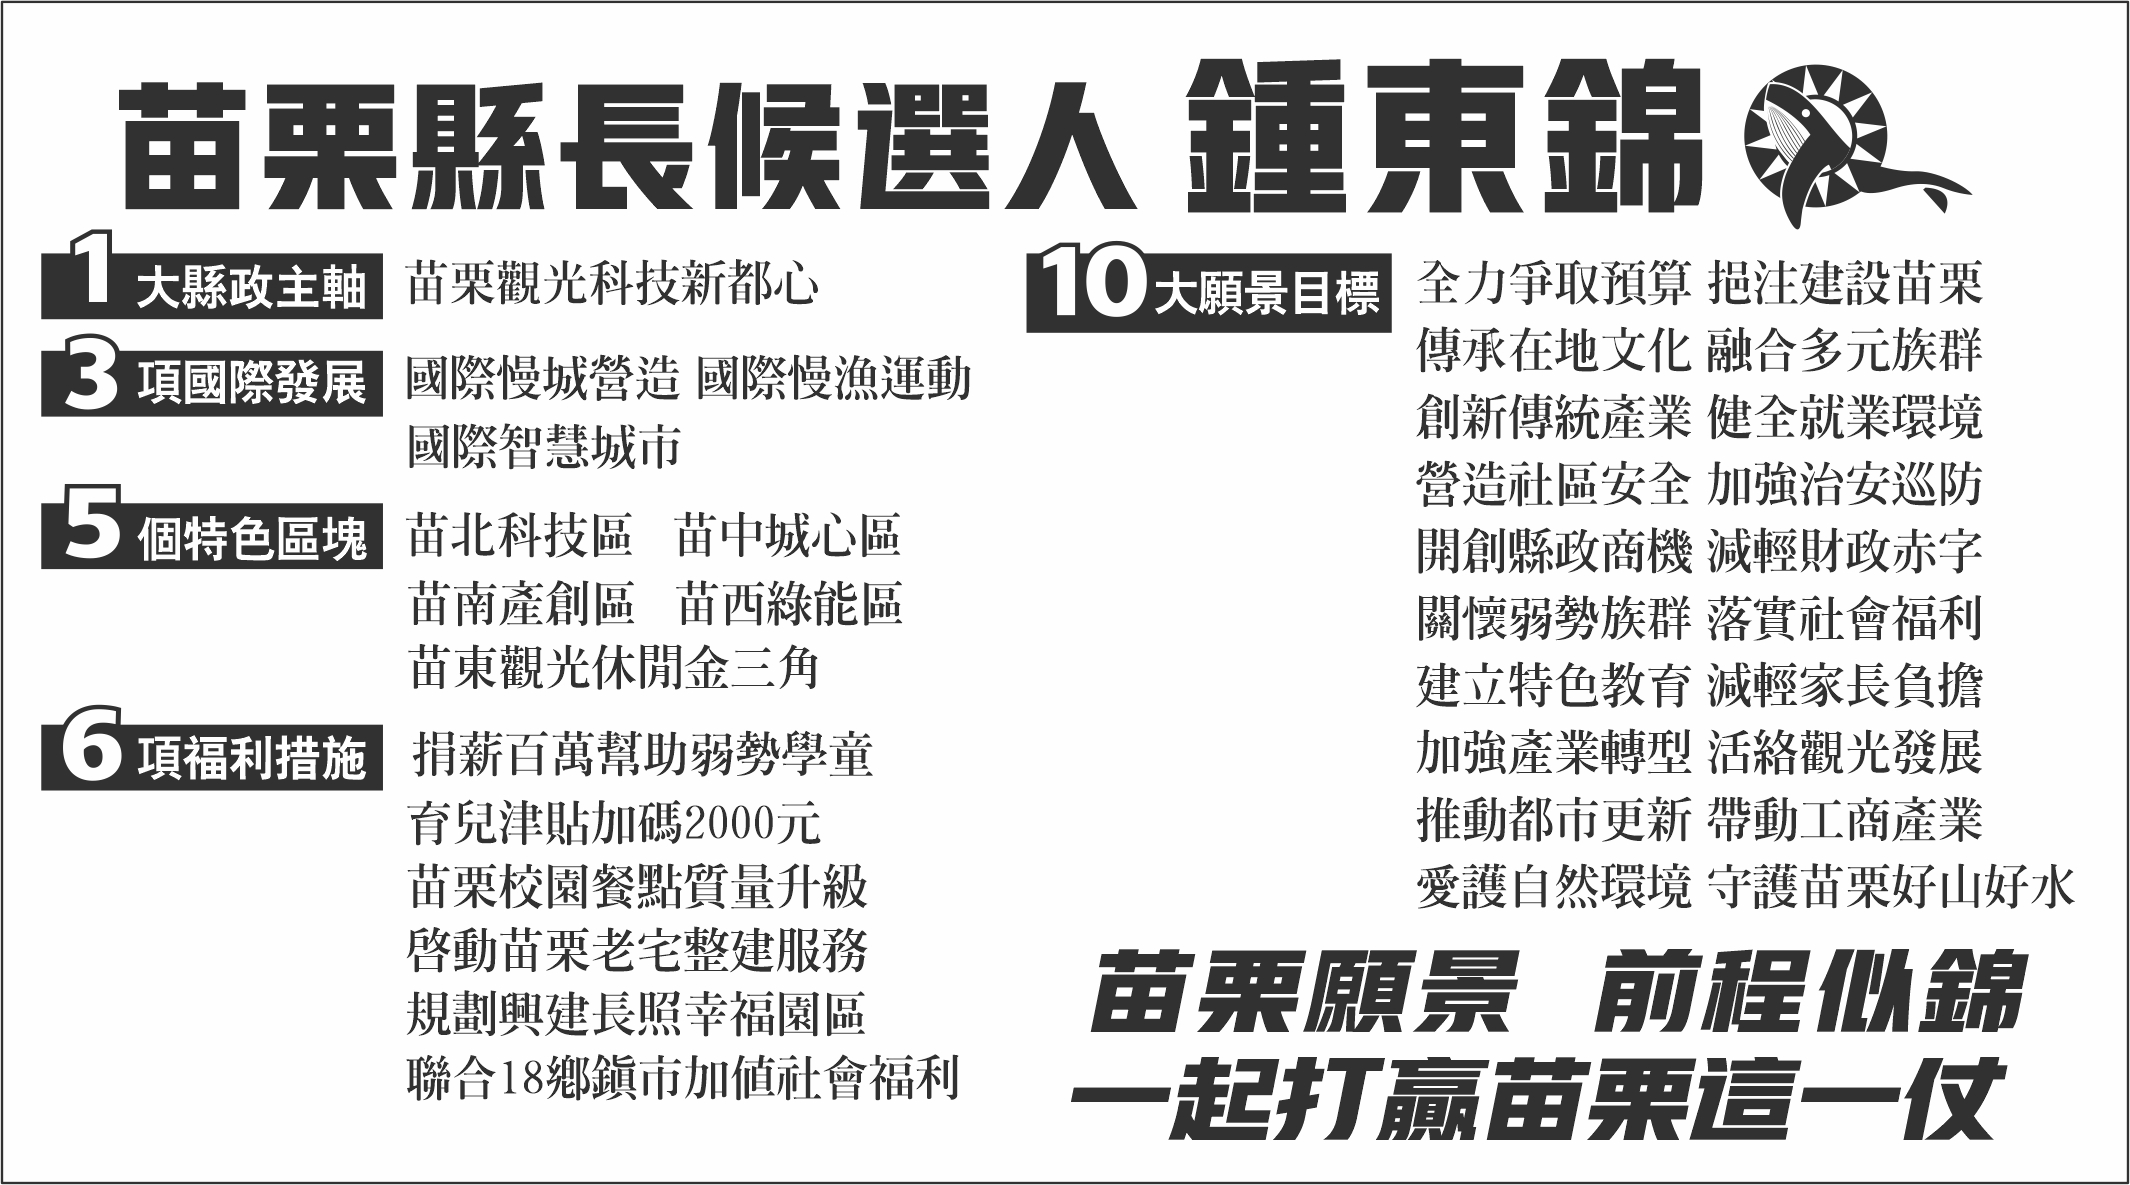 苗栗縣長候選人 鍾東錦
1大縣政主軸 苗栗觀光科技新都心
3項國際發展 國際慢城營造 國際慢漁運動
國際智慧城市
5個特色區塊 苗北科技區 苗中城心區
苗南產創區 苗西綠能區
苗東觀光休閒金三角
6項福利措施 捐薪百萬幫助弱勢學童
育兒津貼加碼2000元
苗栗校園餐點質量升級
啓動苗栗老宅整建服務
規劃興建長照幸福園區
聯合18鄉鎮市加值社會福利
10大願景目標 全力爭取預算 挹注建設苗栗
傳承在地文化 融合多元族群
創新傳統產業 健全就業環境
營造社區安全 加強治安巡防
開創縣政商機 減輕財政赤字
關懷弱勢族群 落實社會福利
建立特色教育 減輕家長負擔
加強產業轉型 活絡觀光發展
推動都市更新 帶動工商產業
愛護自然環境 守護苗栗好山好水
苗栗願景 前程似錦
一起打贏苗栗這一仗